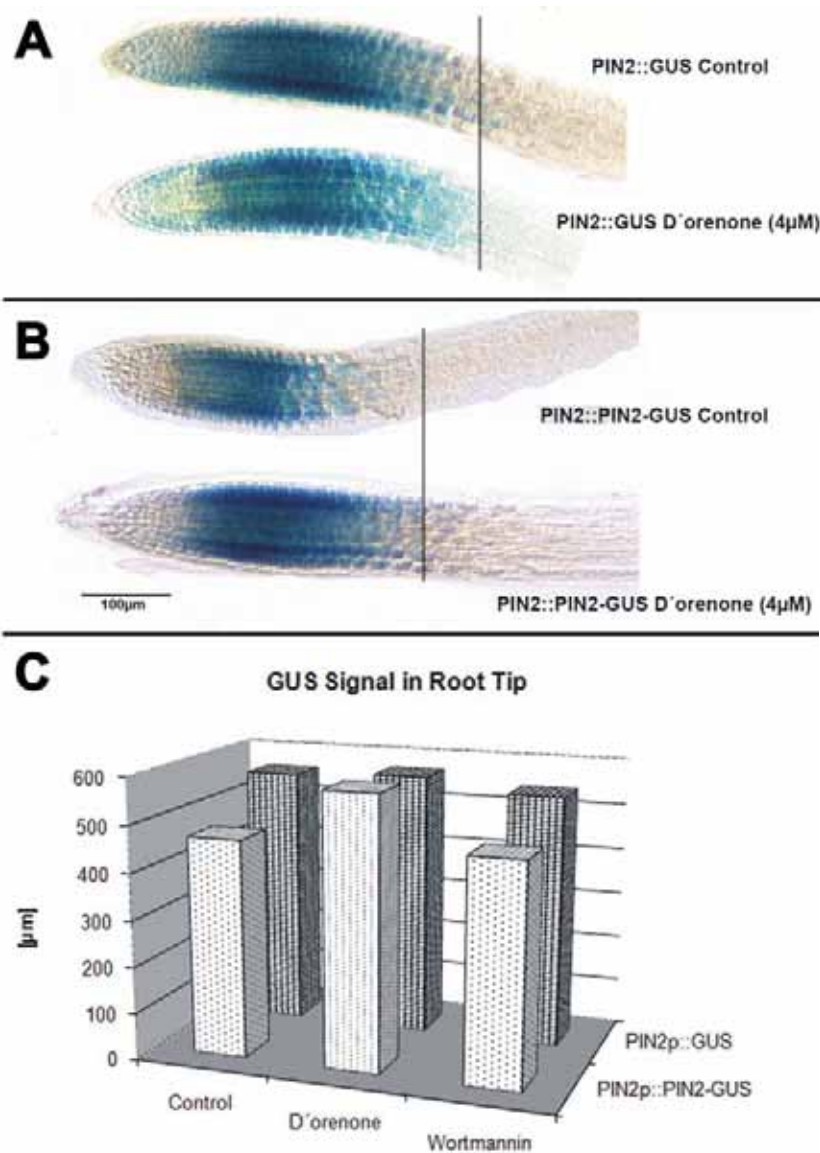 A
PIN2::GUS Control
PIN2::GUS D´orenone (4µM)
B
PIN2::PIN2-GUS Control
100µm
PIN2::PIN2-GUS D´orenone (4µM)
C
GUS Signal in Root Tip
600
500
400
300
200
100
0
[µm]
Control
D´orenone
Wortmannin
PIN2p::GUS
PIN2p::PIN2-GUS